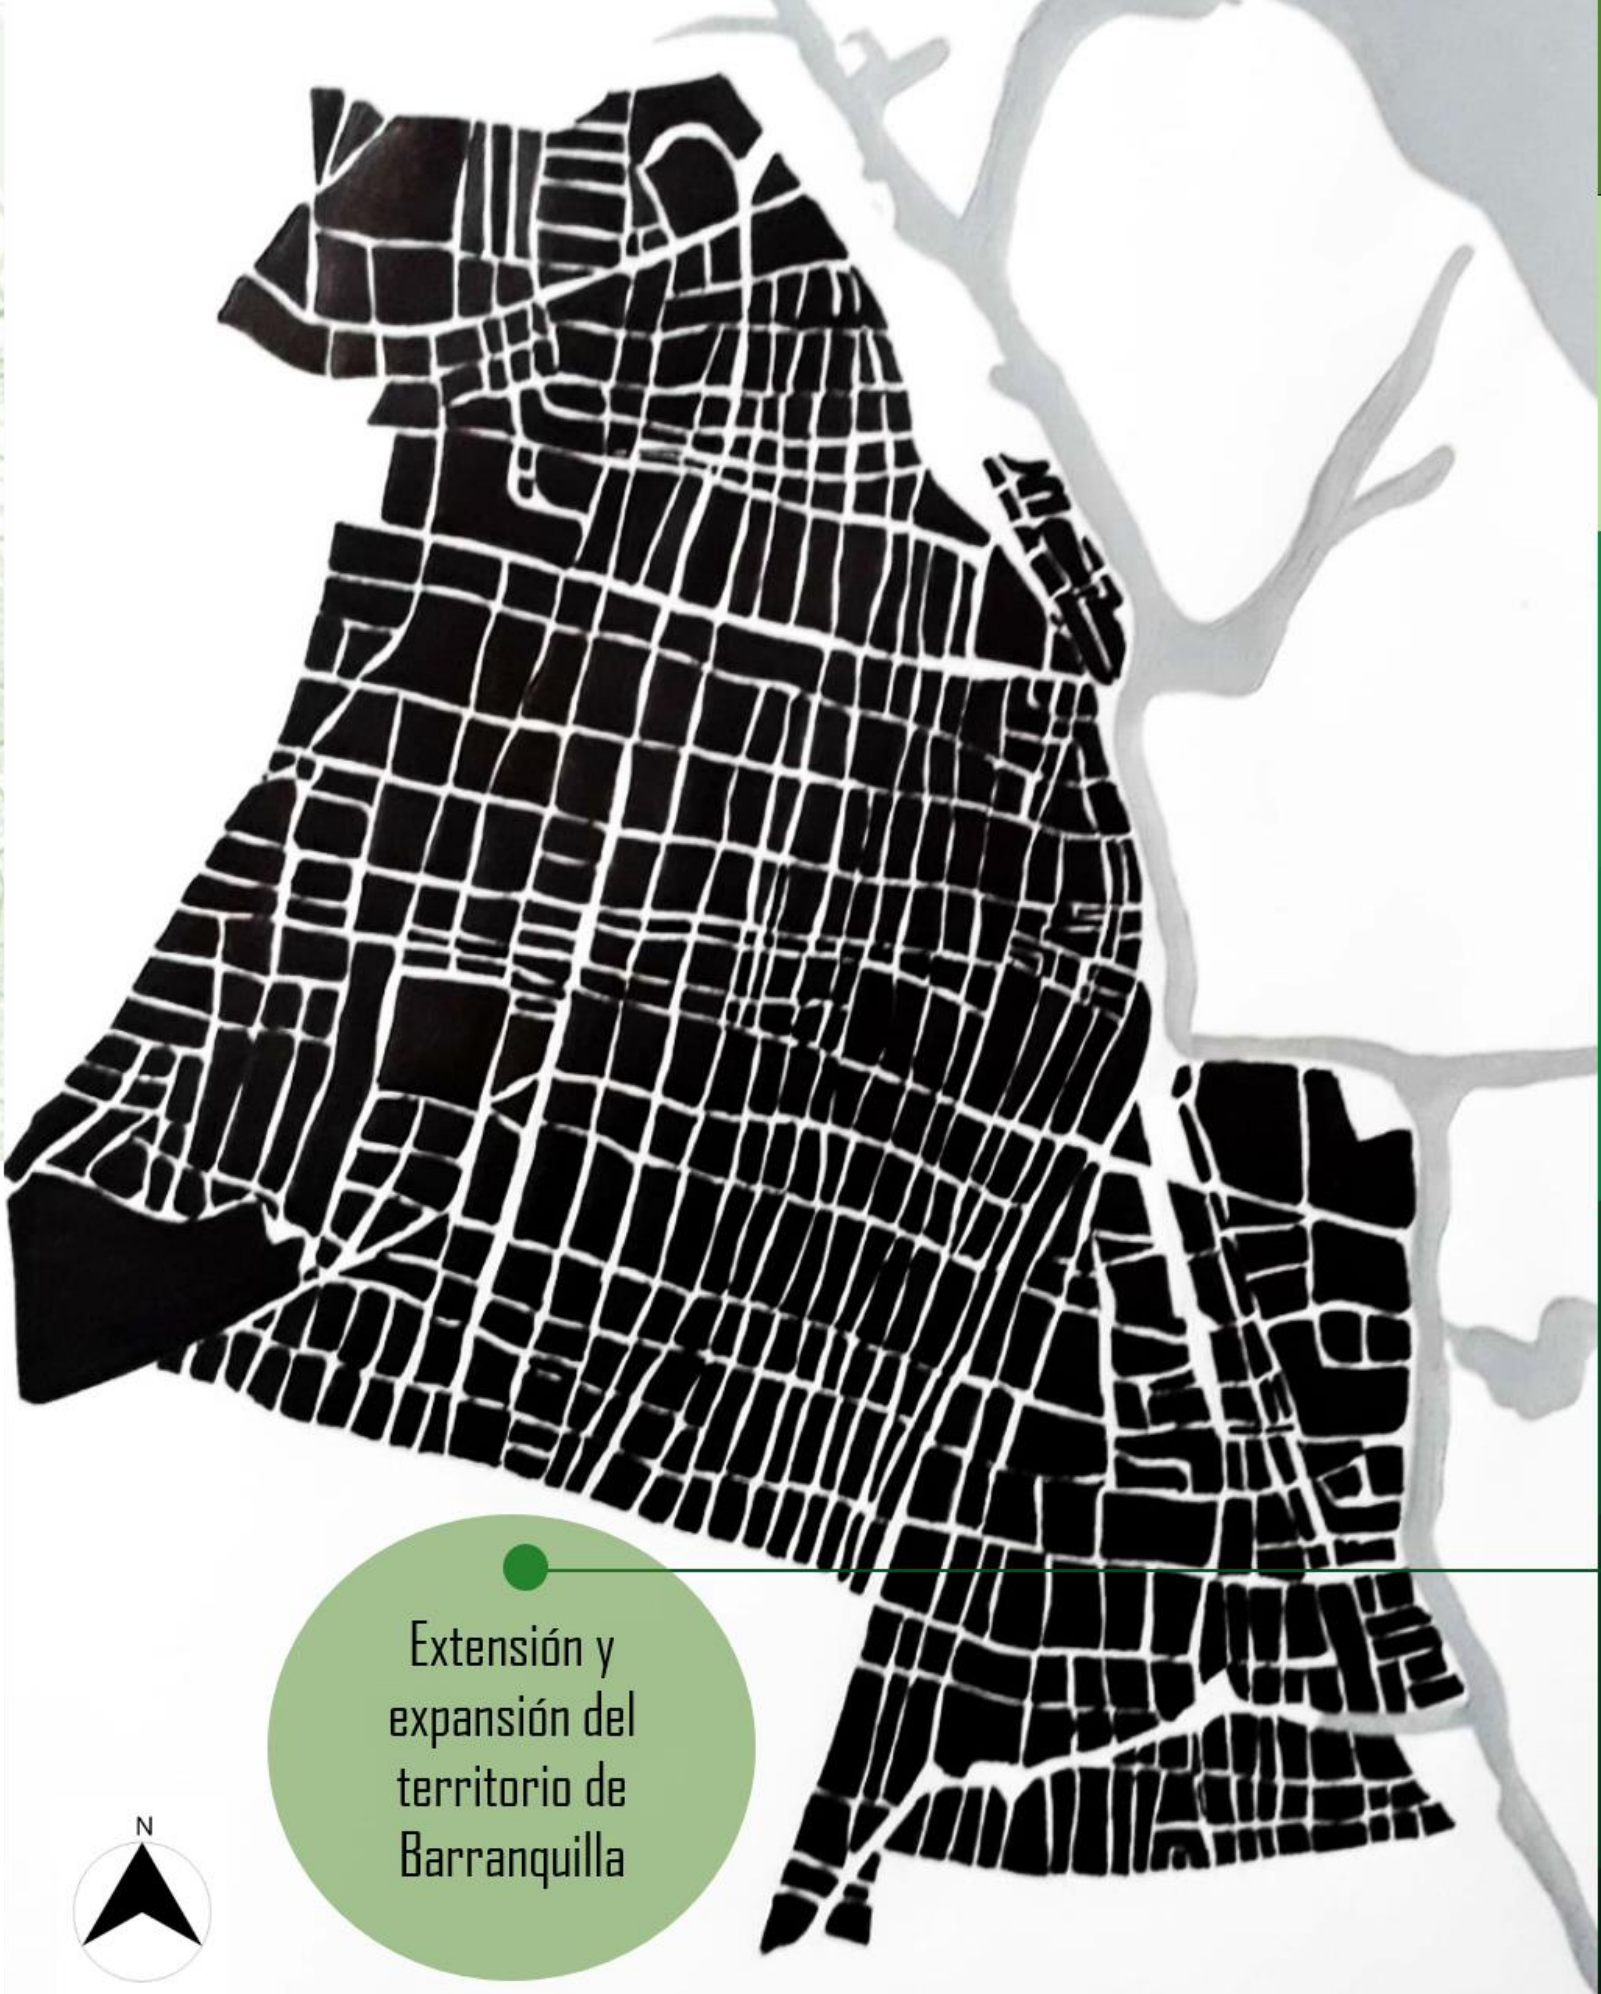 Extensión y
expansión del
territorio de
Barranquilla
N